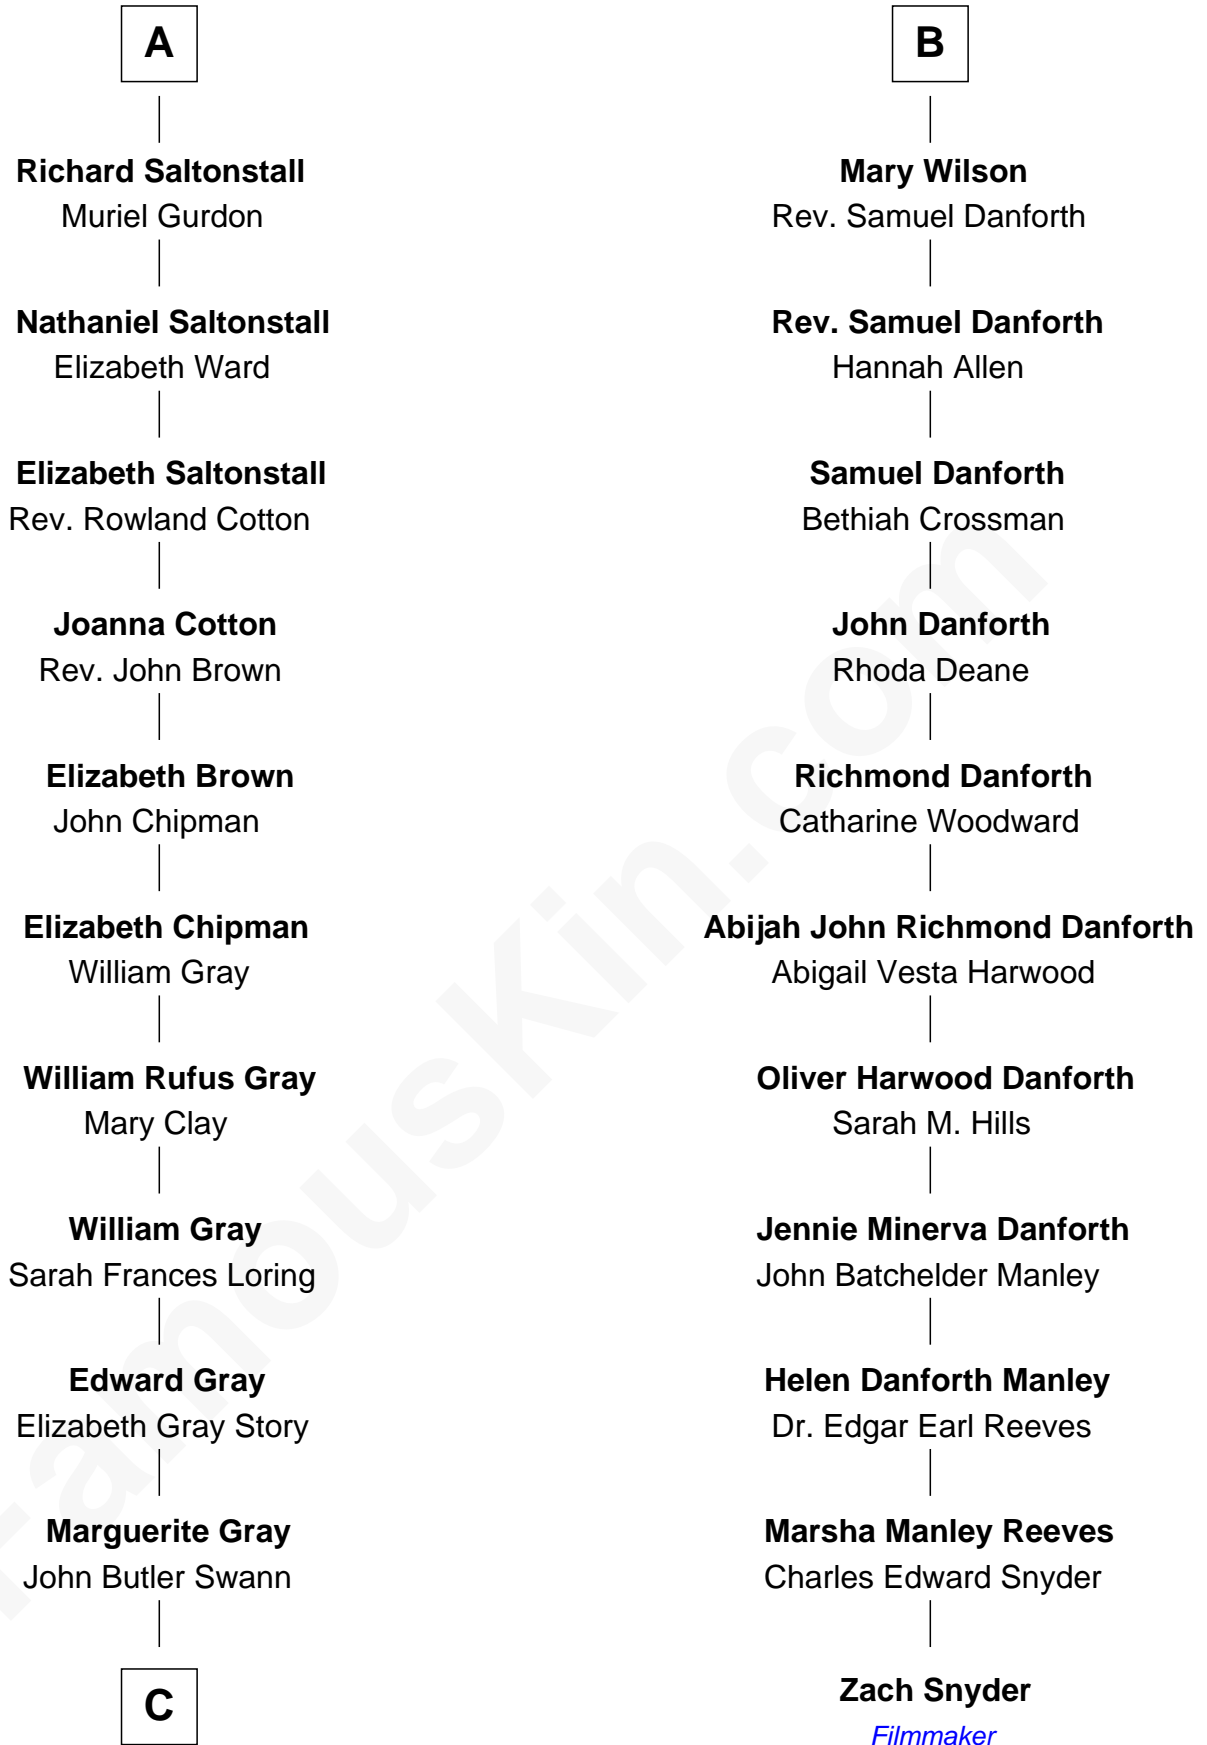 A
Richard Saltonstall
Muriel Gurdon
Nathaniel Saltonstall
Elizabeth Ward
Elizabeth Saltonstall
Rev. Rowland Cotton
Joanna Cotton
Rev. John Brown
Elizabeth Brown
John Chipman
Elizabeth Chipman
William Gray
William Rufus Gray
Mary Clay
William Gray
Sarah Frances Loring
Edward Gray
Elizabeth Gray Story
Marguerite Gray
John Butler Swann
C
B
Mary Wilson
Rev. Samuel Danforth
Rev. Samuel Danforth
Hannah Allen
Samuel Danforth
Bethiah Crossman
John Danforth
Rhoda Deane
Richmond Danforth
Catharine Woodward
Abijah John Richmond Danforth
Abigail Vesta Harwood
Oliver Harwood Danforth
Sarah M. Hills
Jennie Minerva Danforth
John Batchelder Manley
Helen Danforth Manley
Dr. Edgar Earl Reeves
Marsha Manley Reeves
Charles Edward Snyder
Zach Snyder
Filmmaker
FamousKin.com